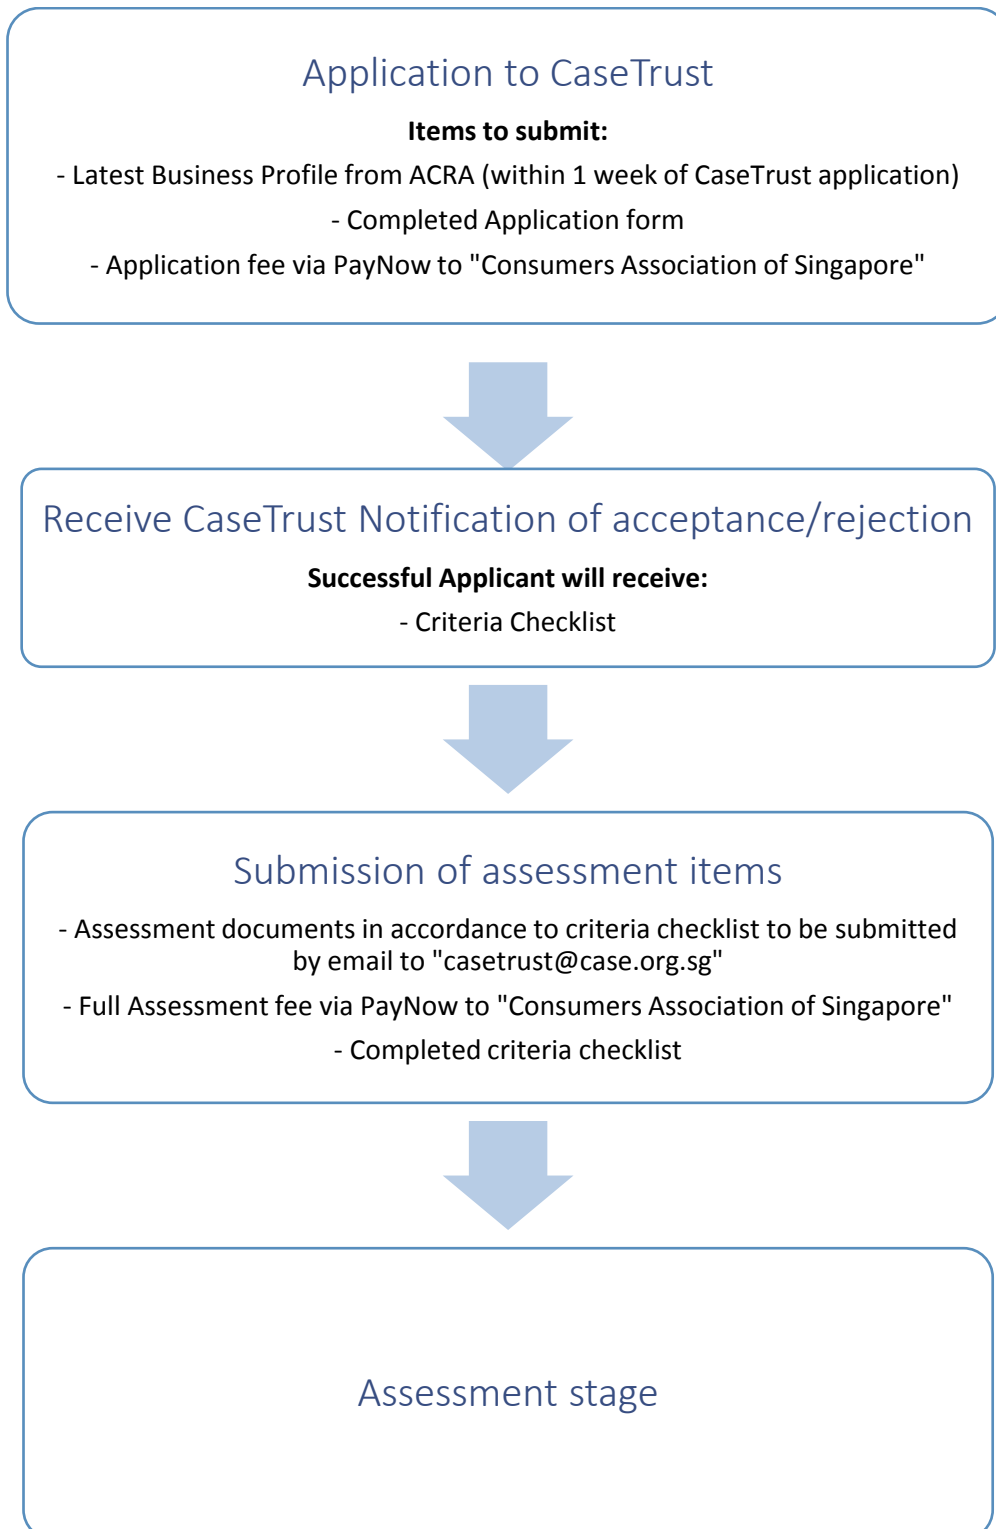 Application to CaseTrust
Items to submit:
- Latest Business Profile from ACRA (within 1 week of CaseTrust application)
- Completed Application form
- Application fee via PayNow to "Consumers Association of Singapore"
Receive CaseTrust Notification of acceptance/rejection
Successful Applicant will receive:
- Criteria Checklist
Submission of assessment items
- Assessment documents in accordance to criteria checklist to be submitted
by email to "casetrust@case.org.sg"
- Full Assessment fee via PayNow to "Consumers Association of Singapore"
- Completed criteria checklist
Assessment stage